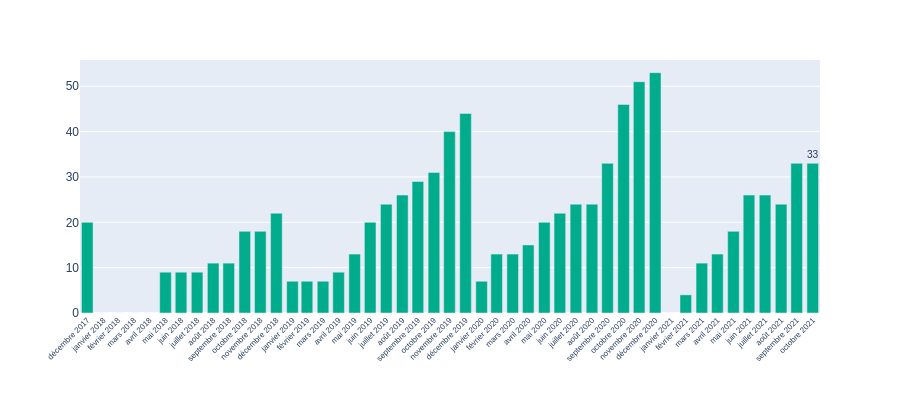 50
40
30
20
10
0
33
décembre 2017
janvier 2018
février 2018
mars 2018
avril 2018
mai 2018
juin 2018
juillet 2018
août 2018
septembre 2018
octobre 2018
novembre 2018
décembre 2018
janvier 2019
février 2019
mars 2019
avril 2019
mai 2019
juin 2019
juillet 2019
août 2019
septembre 2019
octobre 2019
novembre 2019
décembre 2019
janvier 2020
février 2020
mars 2020
avril 2020
mai 2020
juin 2020
juillet 2020
août 2020
septembre 2020
octobre 2020
novembre 2020
décembre 2020
janvier 2021
février 2021
mars 2021
avril 2021
mai 2021
juin 2021
juillet 2021
août 2021
septembre 2021
octobre 2021